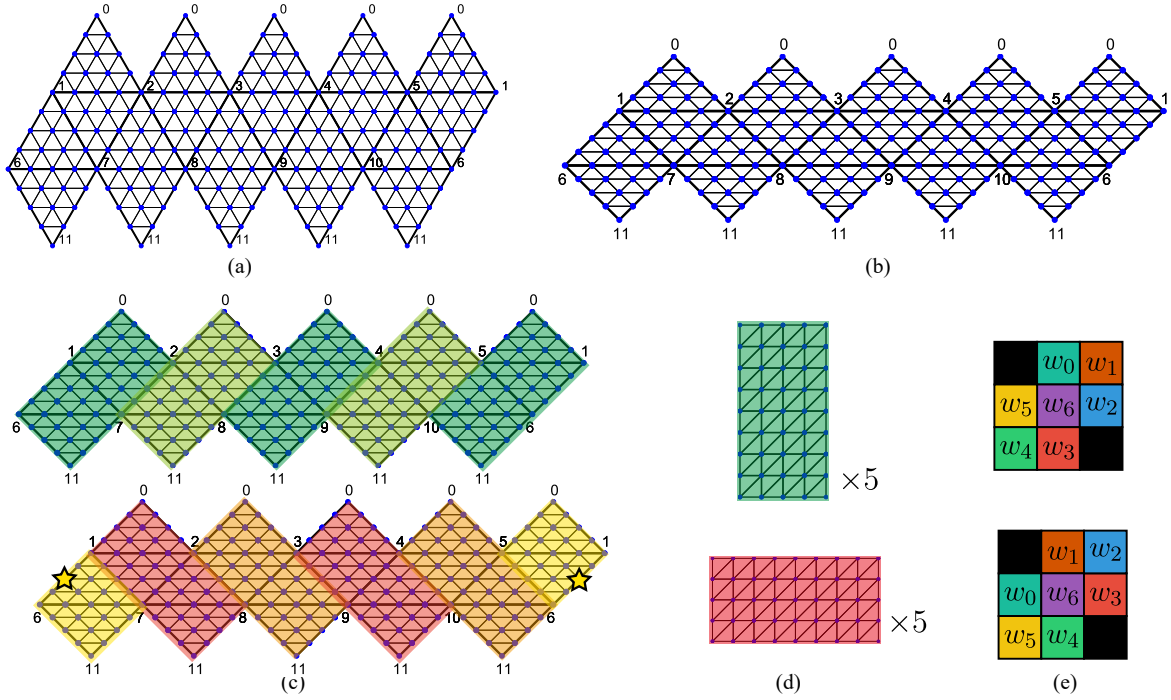 0 0 0 0 0
1 2 3 4 5 1
6 7 8 9 10 6
11 11 11 11 11
(a)
0 0 0 0 0
1 2 3 4 5 1
6 7 8 9 10 6
11 11 11 11 11
(b)
0 0 0 0 0
1 2 3 4 5 1
6 7 8 9 10 6
11 11 11 11 11
0 0 0 0 0
1 2 3 4 5 1
6 7 8 9 10 6
11 11 11 11 11
(c)
×5
×5
(d)
w₀ w₁
w₅ w₆ w₂
w₄ w₃
w₁ w₂
w₀ w₆ w₃
w₅ w₄
(e)